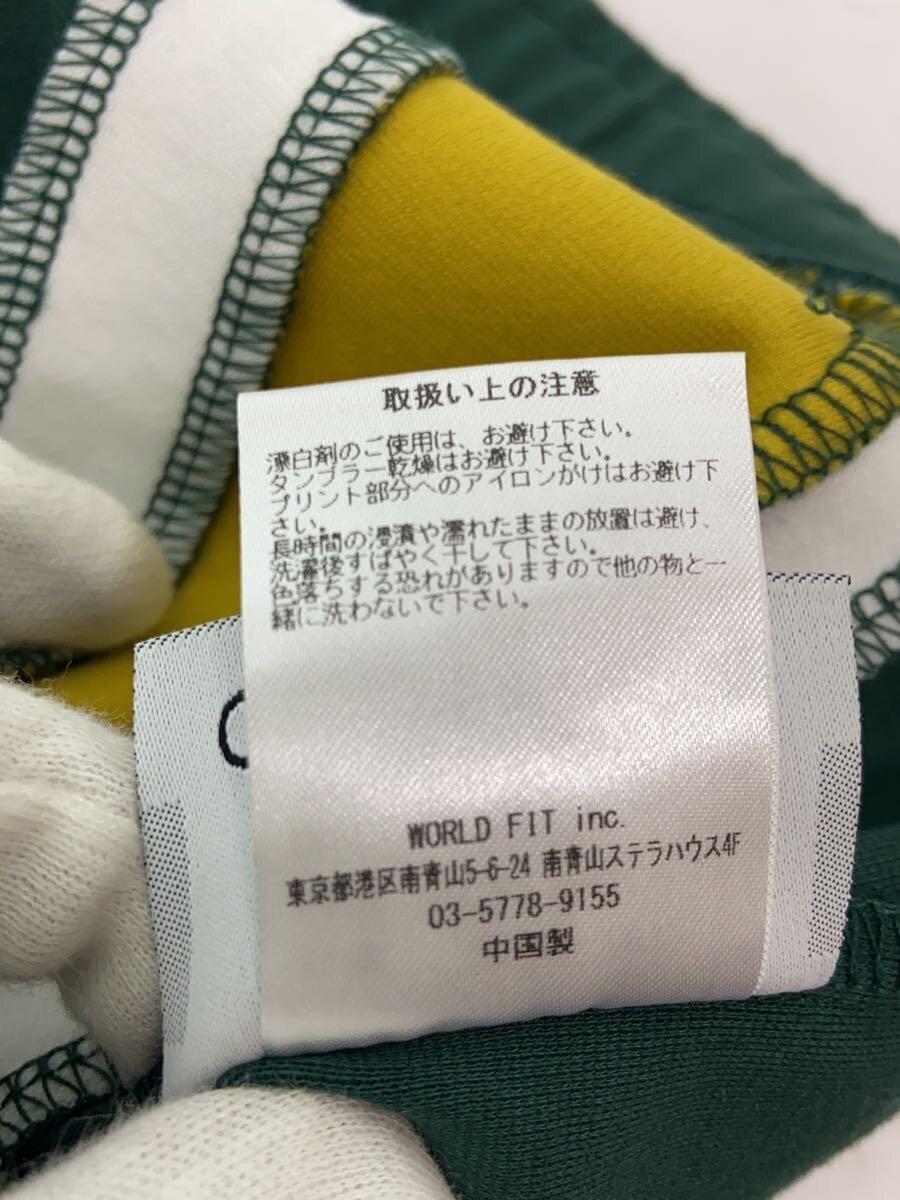 取扱い上の注意
漂白剤のご使用は、お避け下さい。
タンブラー乾燥はお避け下さい。
プリント部分へのアイロンがけはお避け下
さい。
長時間の浸漬や濡れたままの放置は避け、
洗濯後すばやく干して下さい。
色落ちする恐れがありますので他の物と一
緒に洗わないで下さい。
WORLD FIT inc.
東京都港区南青山5-6-24 南青山ステラハウス4F
03-5778-9155
中国製